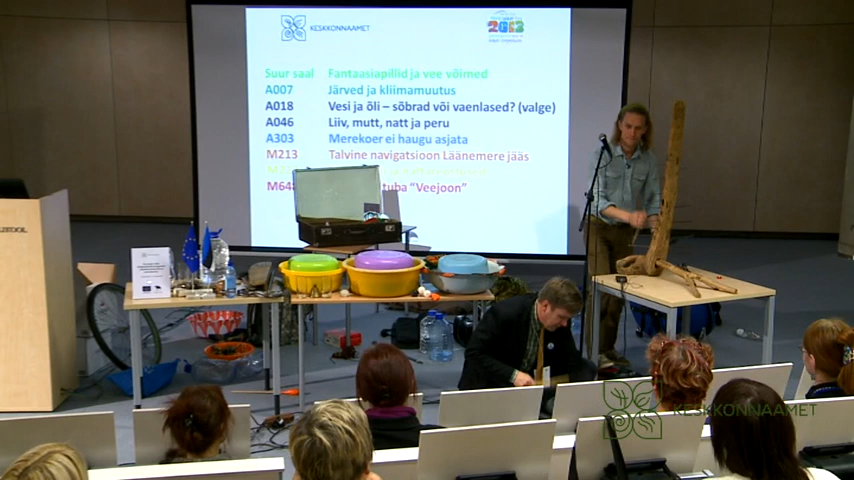 KESKKONNAAMET
2013
Suur saal Fantaasiapillid ja vee võimed
A007 Järved ja kliimamuutus
A018 Vesi ja õli – sõbrad või vaenlased? (valge)
A046 Liiv, mutt, natt ja peru
A303 Merekoer ei haugu asjata
M213 Talvine navigatsioon Läänemere jääs
M648 tuba “Veejoon”
KESKKONNAAMET